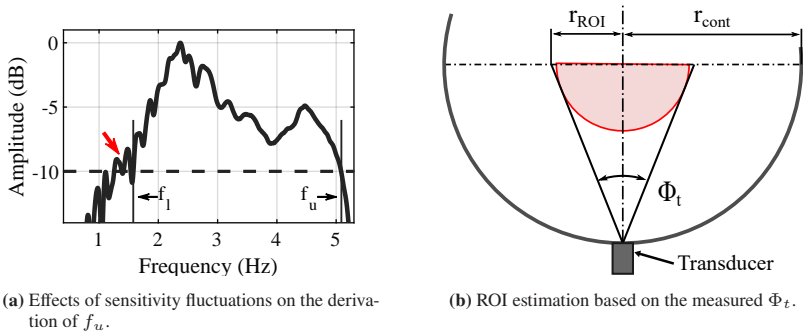 0
-5
-10
Amplitude (dB)
f_l
f_u
1 2 3 4 5
Frequency (Hz)
(a) Effects of sensitivity fluctuations on the deriva-
tion of f_u.
r_ROI
r_cont
Φ_t
Transducer
(b) ROI estimation based on the measured Φ_t.